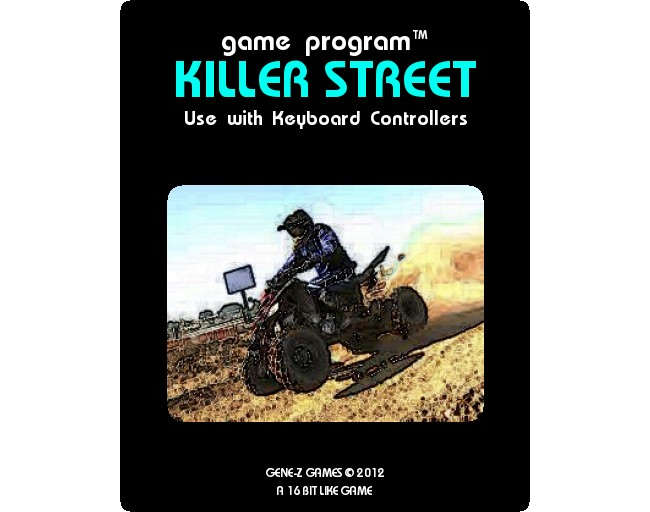 game program™
KILLER STREET
Use with Keyboard Controllers
GENE-Z GAMES © 2012
A 16 BIT LIKE GAME